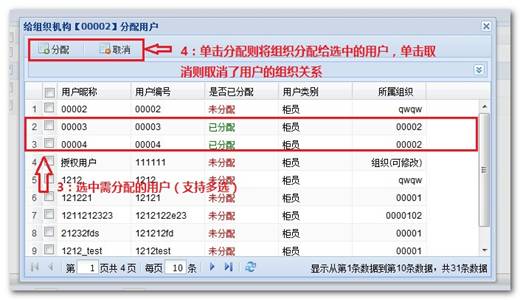 给组织机构【00002】分配用户
分配 取消
4：单击分配则将组织分配给选中的用户，单击取
消则取消了用户的组织关系
用户昵称 用户编号 是否已分配 用户类别 所属组织
1 00002 00002 未分配 柜员 qwqw
2 00003 00003 已分配 柜员 00002
3 00004 00004 已分配 柜员 00002
4 授权用户 111111 未分配 柜员 组织(可修改)
5 1212 1212 未分配 柜员 qwqw
3：选中需分配的用户（支持多选）
6 121221 12121 未分配 柜员 00001
7 1211212323 1212122e23 未分配 柜员 0000102
8 21232fds 1212fd 未分配 柜员 00001
9 1212_test 1212test 未分配 柜员 00001
第 1 页共 4 页 每页 10 条 显示从第1条数据到第10条数据，共31条数据